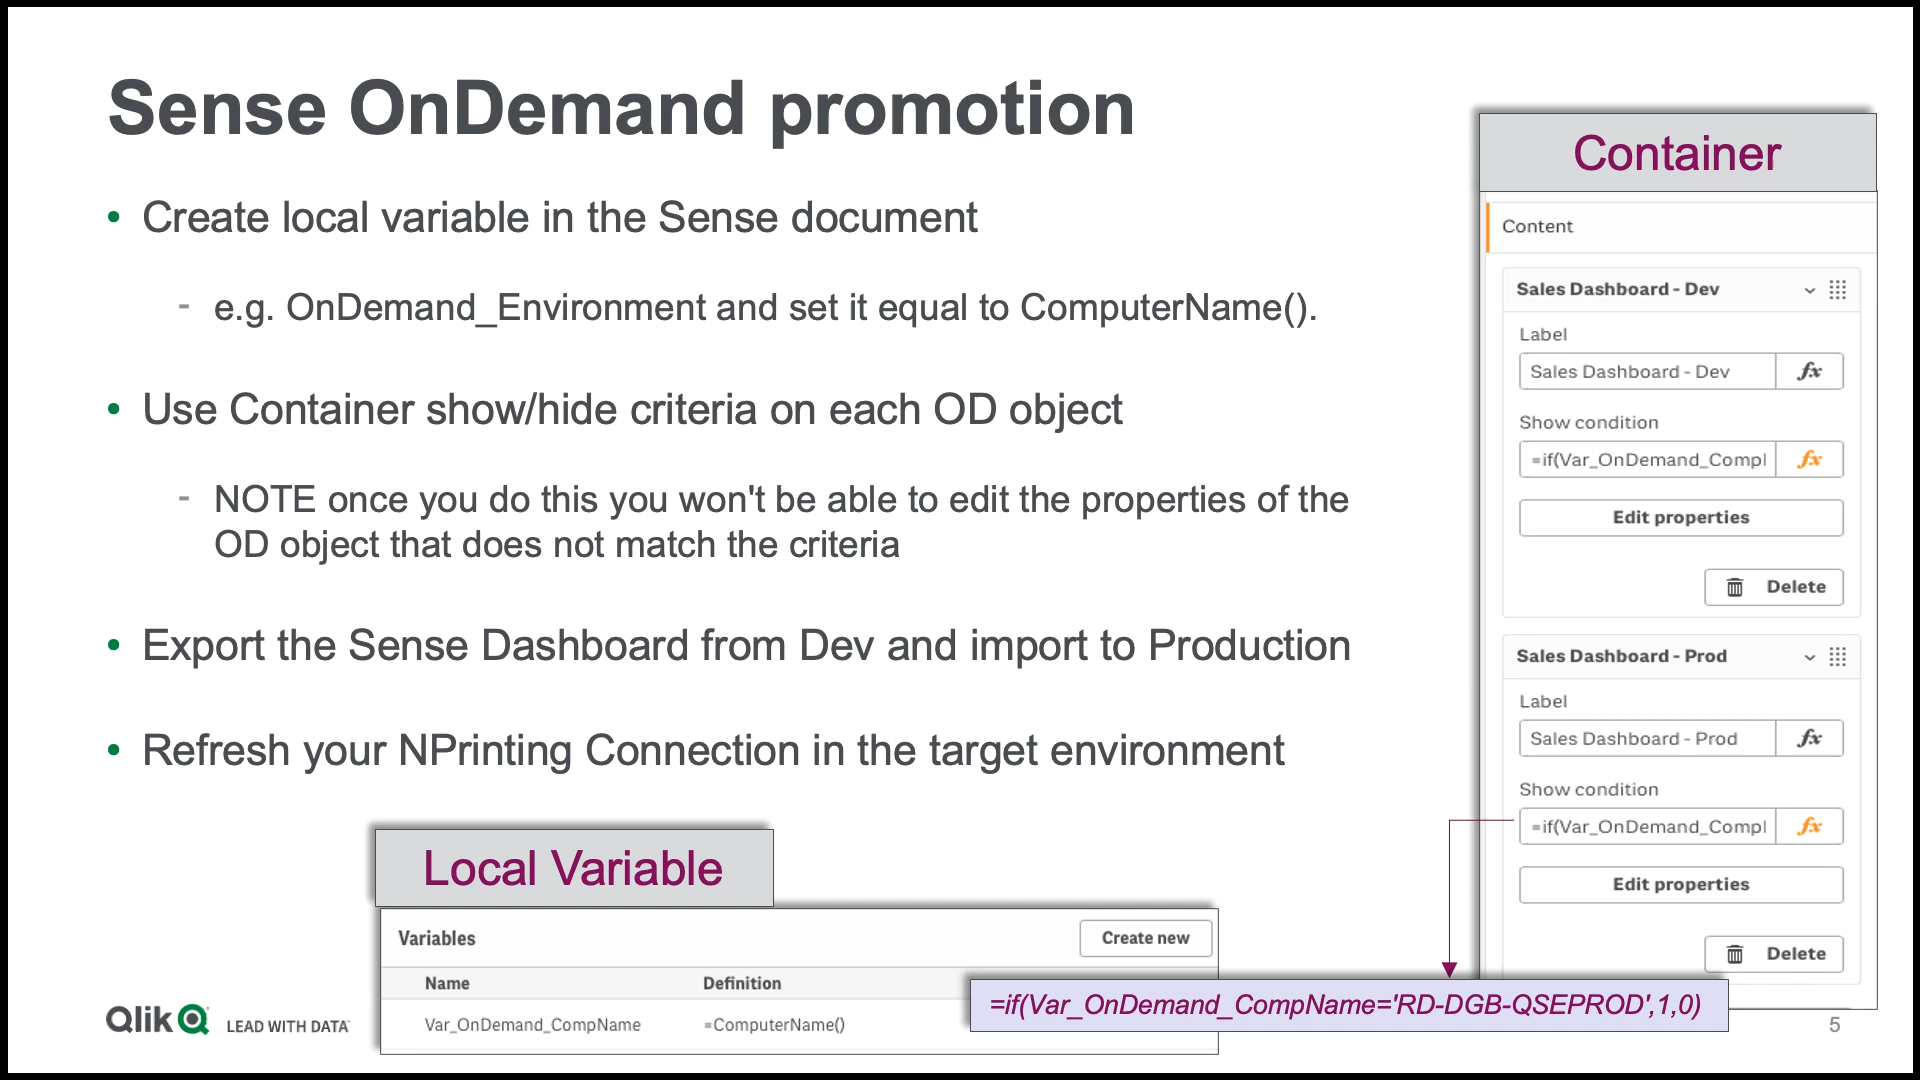 Sense OnDemand promotion
• Create local variable in the Sense document
- e.g. OnDemand_Environment and set it equal to ComputerName().
• Use Container show/hide criteria on each OD object
- NOTE once you do this you won't be able to edit the properties of the
OD object that does not match the criteria
• Export the Sense Dashboard from Dev and import to Production
• Refresh your NPrinting Connection in the target environment
Container
Content
Sales Dashboard - Dev
Label
Sales Dashboard - Dev fx
Show condition
=if(Var_OnDemand_Compl fx
Edit properties
Delete
Sales Dashboard - Prod
Label
Sales Dashboard - Prod fx
Show condition
=if(Var_OnDemand_Compl fx
Edit properties
Delete
Local Variable
Variables Create new
Name Definition
Var_OnDemand_CompName =ComputerName()
=if(Var_OnDemand_CompName='RD-DGB-QSEPROD',1,0)
Qlik LEAD WITH DATA
5